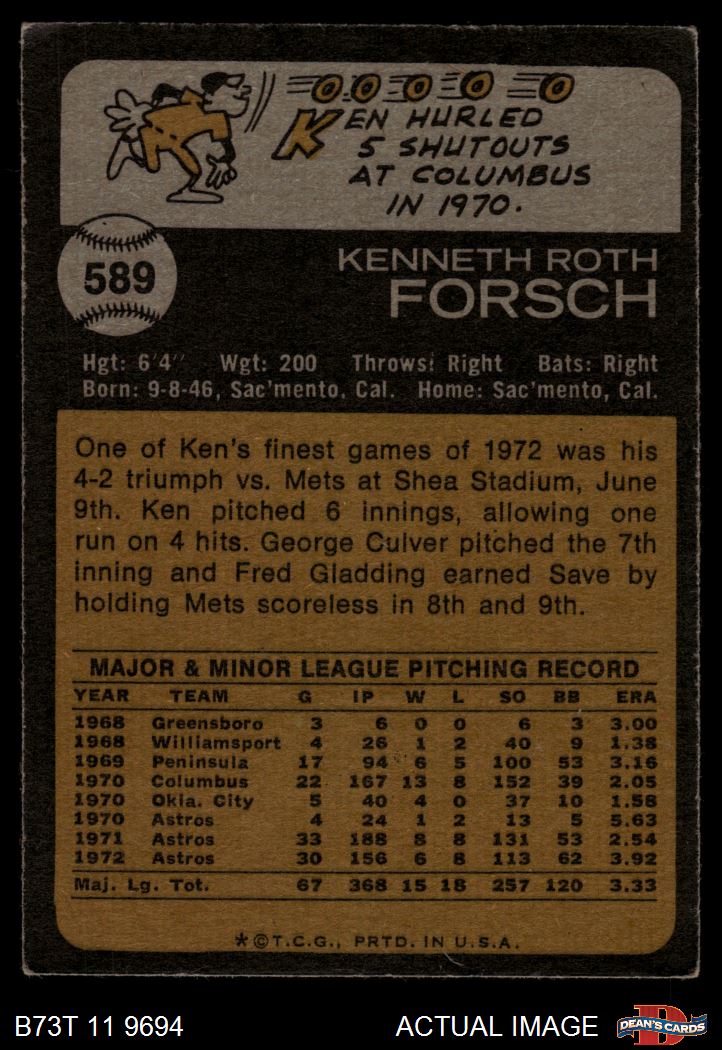 KEN HURLED
5 SHUTOUTS
AT COLUMBUS
IN 1970.
589
KENNETH ROTH
FORSCH
Hgt: 6'4" Wgt: 200 Throws: Right Bats: Right
Born: 9-8-46, Sac'mento, Cal. Home: Sac'mento, Cal.
One of Ken's finest games of 1972 was his
4-2 triumph vs. Mets at Shea Stadium, June
9th. Ken pitched 6 innings, allowing one
run on 4 hits. George Culver pitched the 7th
inning and Fred Gladding earned Save by
holding Mets scoreless in 8th and 9th.
MAJOR & MINOR LEAGUE PITCHING RECORD
YEAR TEAM G IP W L SO BB ERA
1968 Greensboro 3 6 0 0 6 3 3.00
1968 Williamsport 4 26 1 2 40 9 1.38
1969 Peninsula 17 94 6 5 100 53 3.16
1970 Columbus 22 167 13 8 152 39 2.05
1970 Okla. City 5 40 4 0 37 10 1.58
1970 Astros 4 24 1 2 13 5 5.63
1971 Astros 33 188 8 8 131 53 2.54
1972 Astros 30 156 6 8 113 62 3.92
Maj. Lg. Tot. 67 368 15 18 257 120 3.33
*©T.C.G., PRTD. IN U.S.A.
B73T 11 9694 ACTUAL IMAGE
D
DEAN'S CARDS